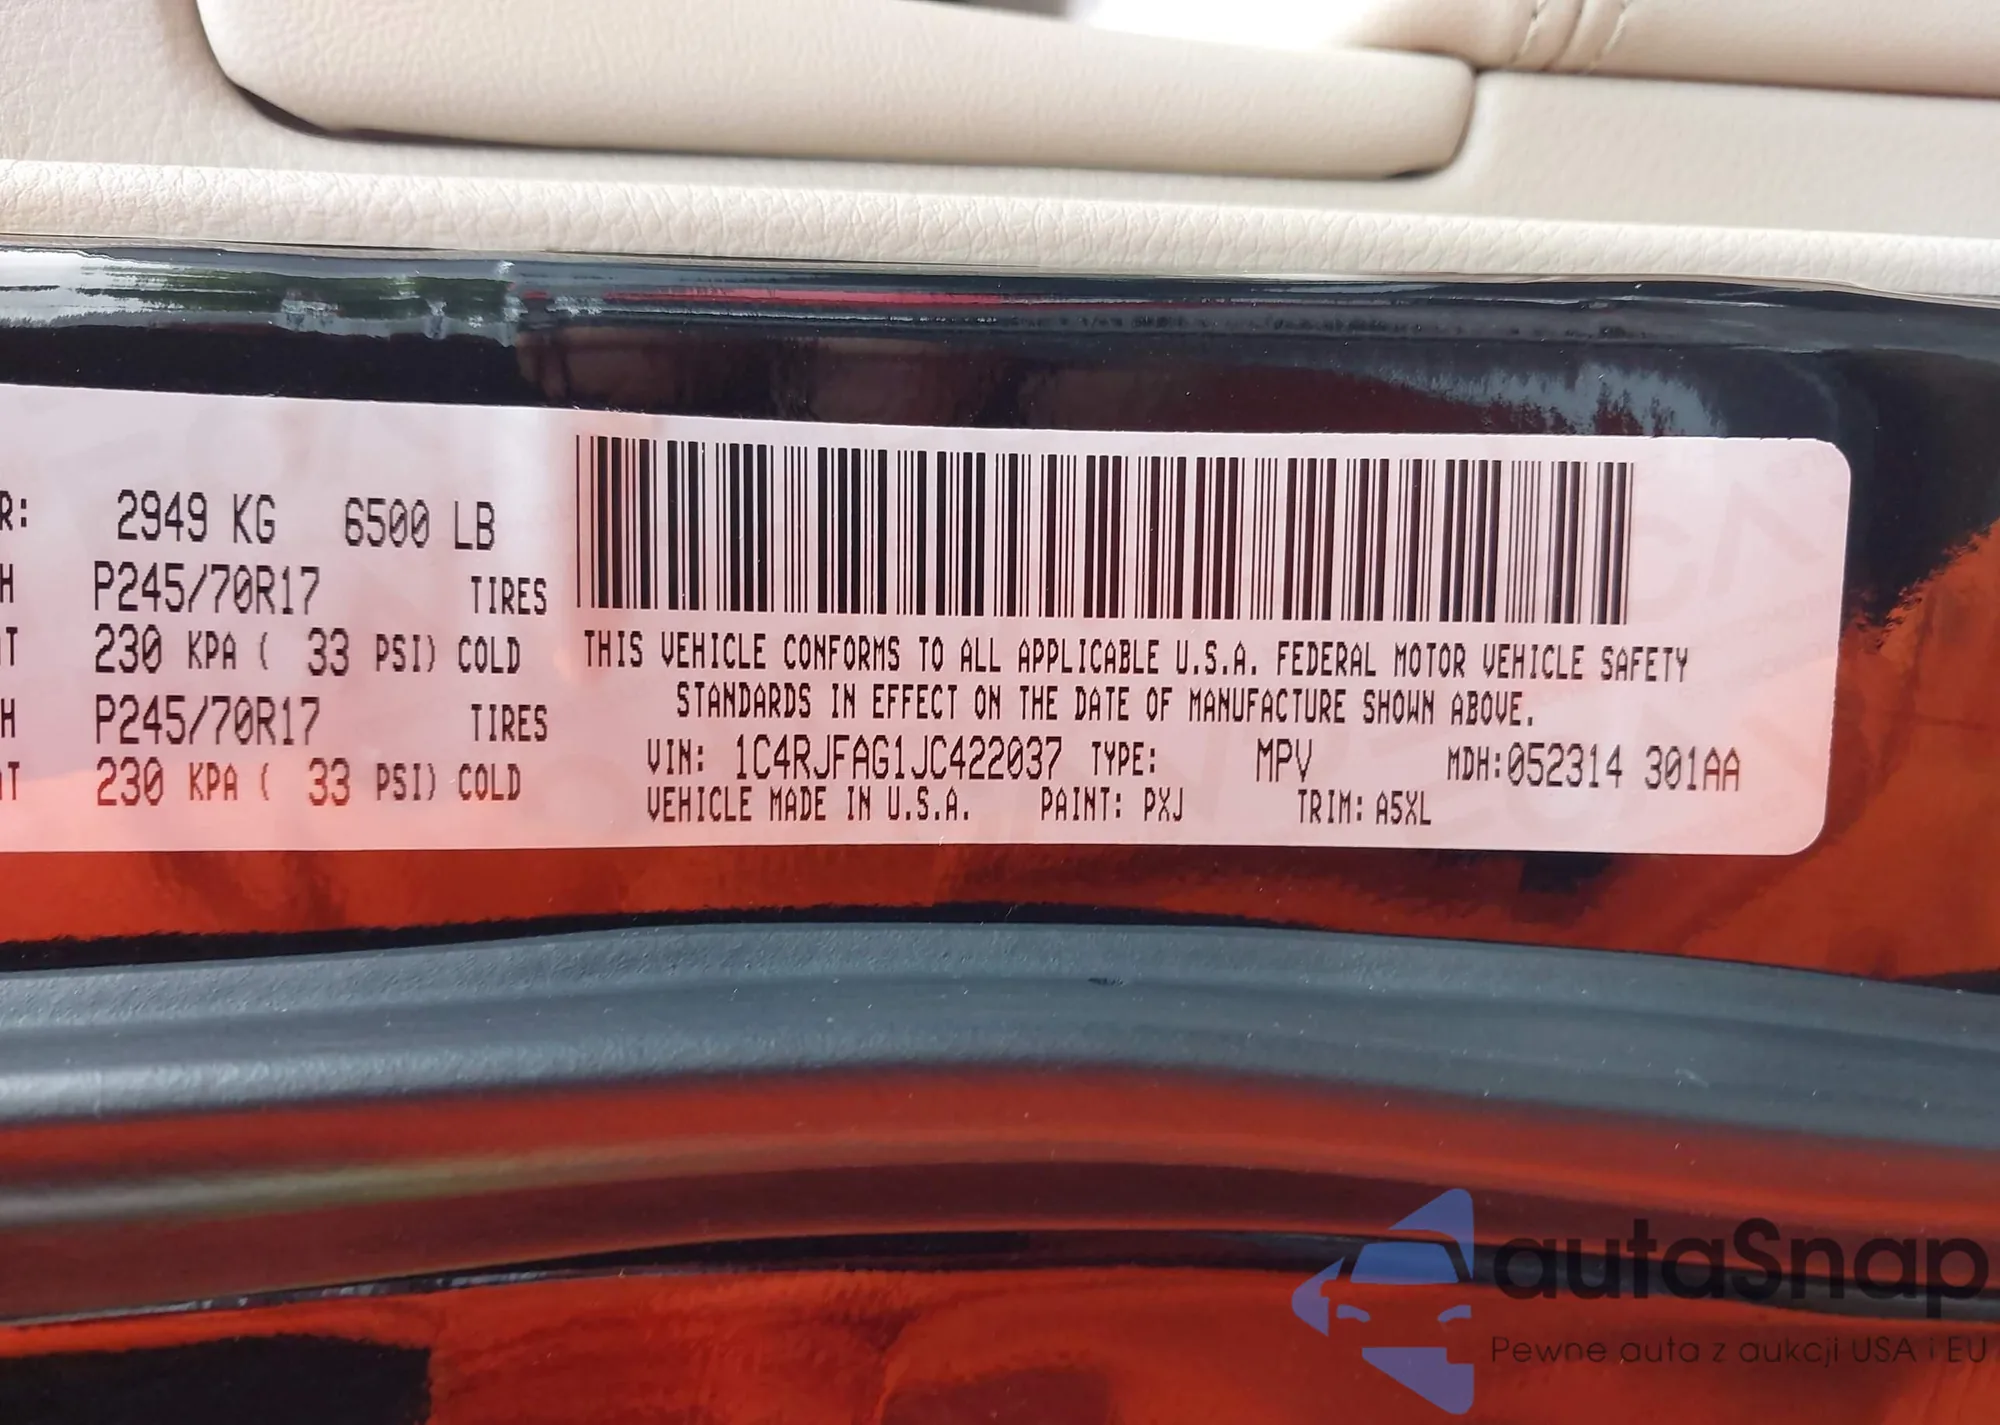 R: 2949 KG 6500 LB
H P245/70R17 TIRES
AT 230 KPA ( 33 PSI) COLD
H P245/70R17 TIRES
AT 230 KPA ( 33 PSI) COLD
THIS VEHICLE CONFORMS TO ALL APPLICABLE U.S.A. FEDERAL MOTOR VEHICLE SAFETY
STANDARDS IN EFFECT ON THE DATE OF MANUFACTURE SHOWN ABOVE.
VIN: 1C4RJFAG1JC422037 TYPE: MPV MDH:052314 301AA
VEHICLE MADE IN U.S.A. PAINT: PXJ TRIM: A5XL
autaSnap
Pewne auta z aukcji USA i EU